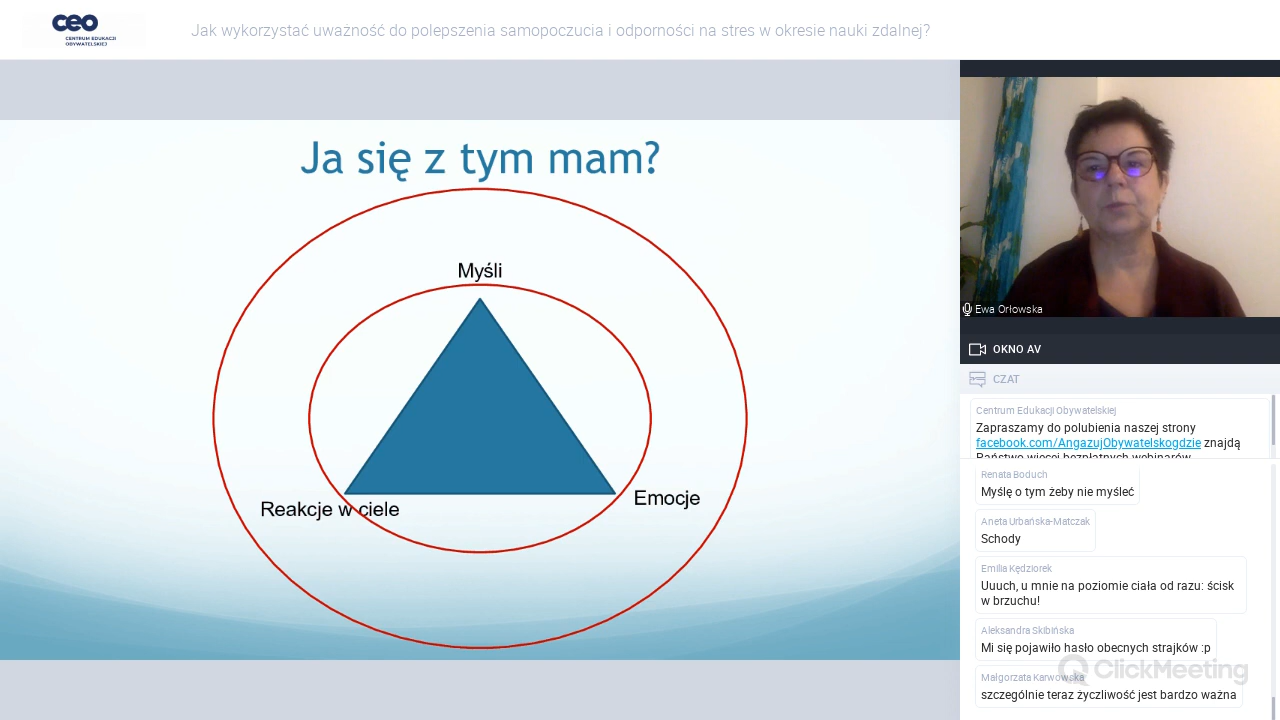 ceo
CENTRUM EDUKACJI
OBYWATELSKIEJ
Jak wykorzystać uważność do polepszenia samopoczucia i odporności na stres w okresie nauki zdalnej?
Ja się z tym mam?
Myśli
Reakcje w ciele
Emocje
Ewa Orłowska
OKNO AV
CZAT
Centrum Edukacji Obywatelskiej
Zapraszamy do polubienia naszej strony
facebook.com/AngazujObywatelskogdzie znajdą
Państwo więcej bezpłatnych webinarów
Renata Boduch
Myślę o tym żeby nie myśleć
Aneta Urbańska-Matczak
Schody
Emilia Kędziorek
Uuuch, u mnie na poziomie ciała od razu: ścisk
w brzuchu!
Aleksandra Skibińska
Mi się pojawiło hasło obecnych strajków :p
ClickMeeting
Małgorzata Karwowska
szczególnie teraz życzliwość jest bardzo ważna